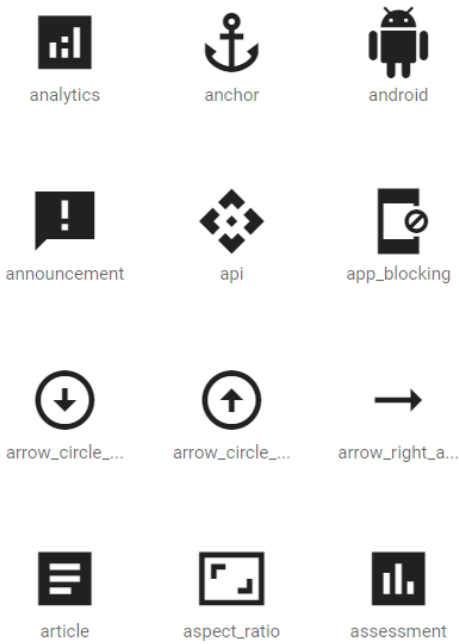 analytics anchor android
announcement api app_blocking
arrow_circle_... arrow_circle_... arrow_right_a...
article aspect_ratio assessment